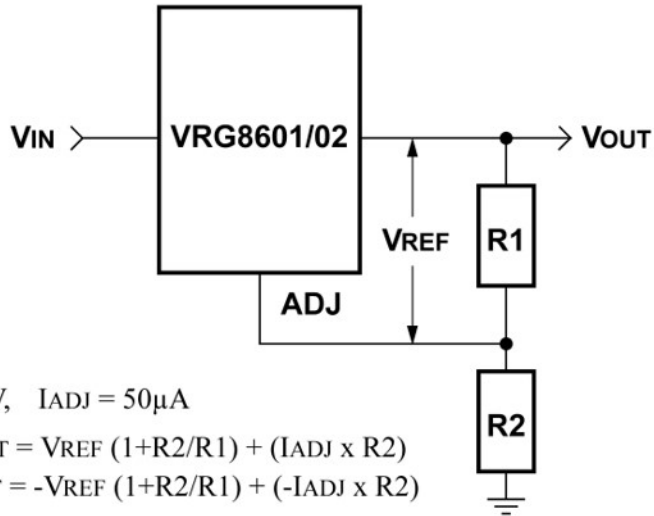 VIN
VRG8601/02
VOUT
VREF
R1
ADJ
R2
IADJ = 50µA
= VREF (1+R2/R1) + (IADJ x R2)
= -VREF (1+R2/R1) + (-IADJ x R2)